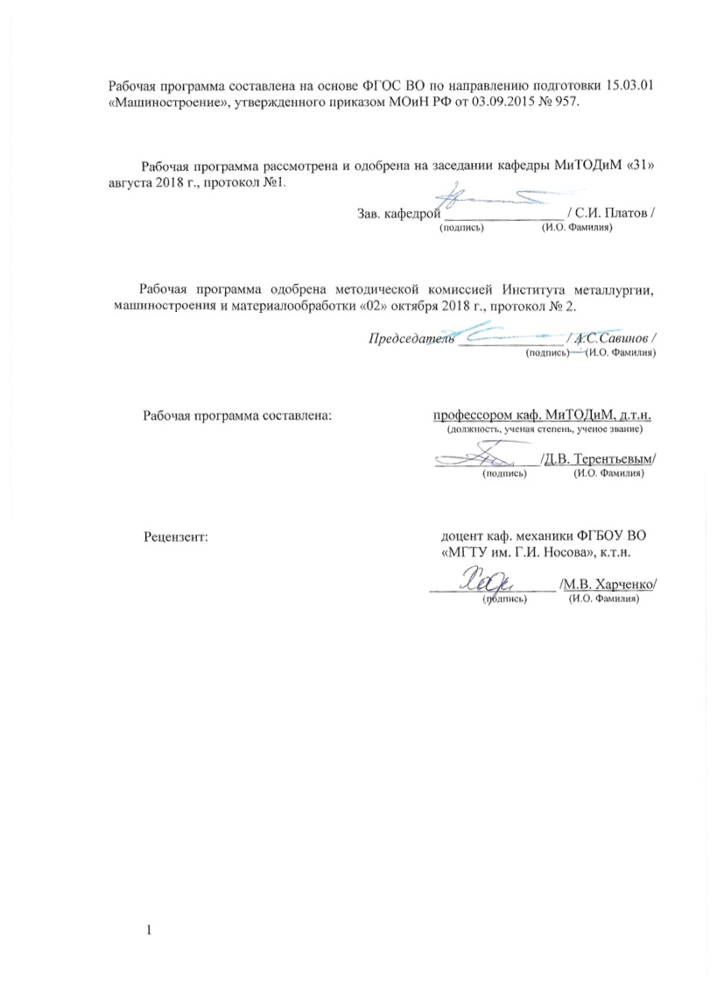 Рабочая программа составлена на основе ФГОС ВО по направлению подготовки 15.03.01
«Машиностроение», утвержденного приказом МОиН РФ от 03.09.2015 № 957.
Рабочая программа рассмотрена и одобрена на заседании кафедры МиТОДиМ «31»
августа 2018 г., протокол №1.
Зав. кафедрой _________________ / С.И. Платов /
(подпись) (И.О. Фамилия)
Рабочая программа одобрена методической комиссией Института металлургии,
машиностроения и материалообработки «02» октября 2018 г., протокол № 2.
Председатель _______________ / А.С.Савинов /
(подпись) (И.О. Фамилия)
Рабочая программа составлена: профессором каф. МиТОДиМ, д.т.н.
(должность, ученая степень, ученое звание)
_______________/Д.В. Терентьевым/
(подпись) (И.О. Фамилия)
Рецензент: доцент каф. механики ФГБОУ ВО
«МГТУ им. Г.И. Носова», к.т.н.
__________________ /М.В. Харченко/
(подпись) (И.О. Фамилия)
1